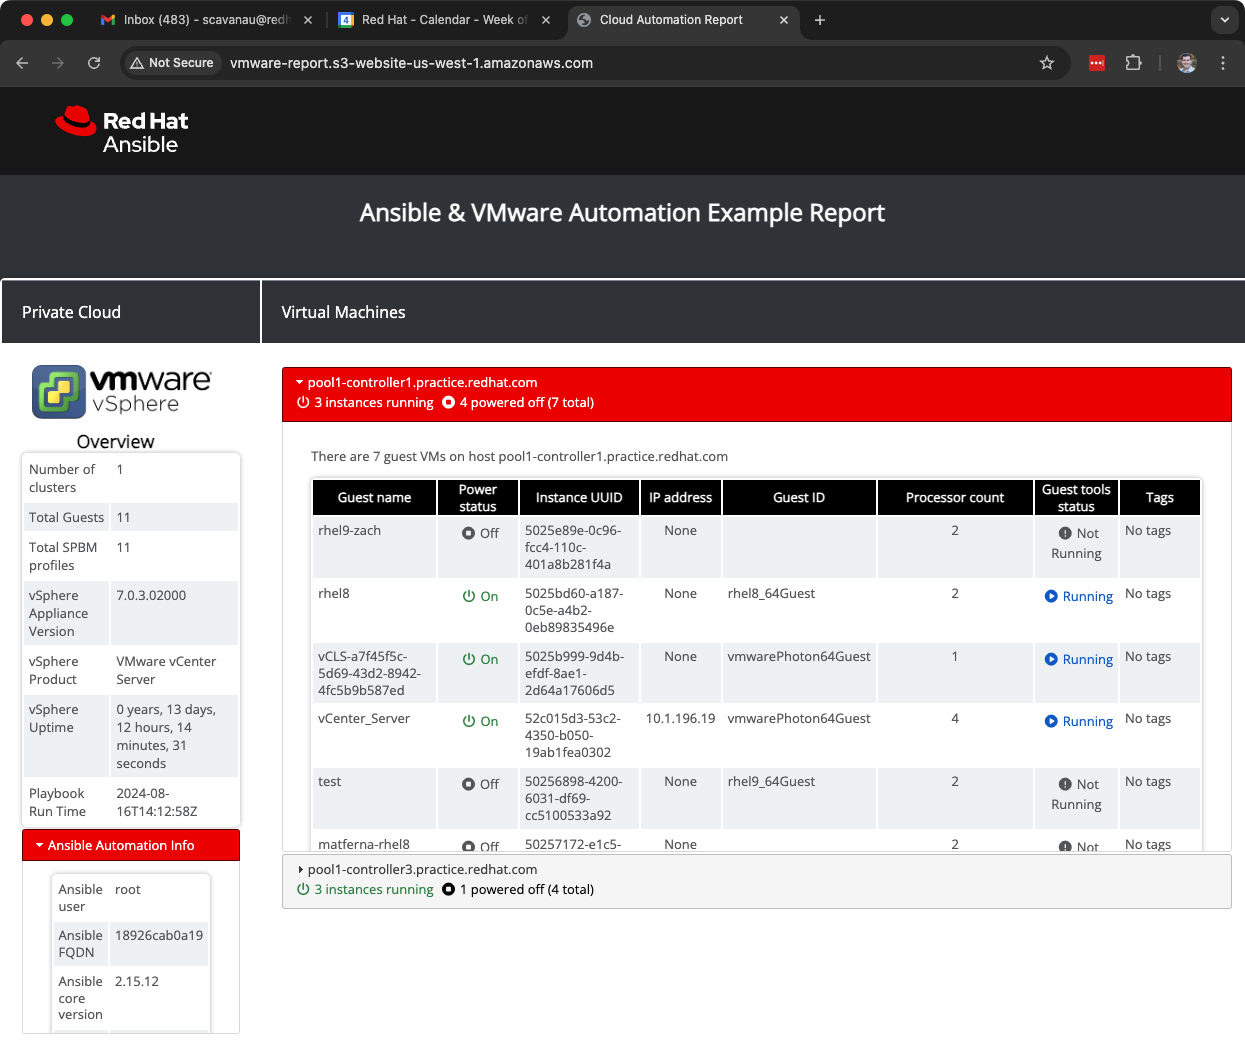 Inbox (483) - scavanau@redh
4
Red Hat - Calendar - Week of
Cloud Automation Report
Not Secure
vmware-report.s3-website-us-west-1.amazonaws.com
Red Hat
Ansible
Ansible & VMware Automation Example Report
Private Cloud
Virtual Machines
vmware
vSphere
Overview
Number of
clusters
1
Total Guests
11
Total SPBM
profiles
11
vSphere
Appliance
Version
7.0.3.02000
vSphere
Product
VMware vCenter
Server
vSphere
Uptime
0 years, 13 days,
12 hours, 14
minutes, 31
seconds
Playbook
Run Time
2024-08-
16T14:12:58Z
Ansible Automation Info
Ansible
user
root
Ansible
FQDN
18926cab0a19
Ansible
core
version
2.15.12
pool1-controller1.practice.redhat.com
3 instances running 4 powered off (7 total)
There are 7 guest VMs on host pool1-controller1.practice.redhat.com
Guest name
Power
status
Instance UUID
IP address
Guest ID
Processor count
Guest tools
status
Tags
rhel9-zach
Off
5025e89e-0c96-
fcc4-110c-
401a8b281f4a
None
2
Not
Running
No tags
rhel8
On
5025bd60-a187-
0c5e-a4b2-
0eb89835496e
None
rhel8_64Guest
2
Running
No tags
vCLS-a7f45f5c-
5d69-43d2-8942-
4fc5b9b587ed
On
5025b999-9d4b-
efdf-8ae1-
2d64a17606d5
None
vmwarePhoton64Guest
1
Running
No tags
vCenter_Server
On
52c015d3-53c2-
4350-b050-
19ab1fea0302
10.1.196.19
vmwarePhoton64Guest
4
Running
No tags
test
Off
50256898-4200-
6031-df69-
cc5100533a92
None
rhel9_64Guest
2
Not
Running
No tags
matferna-rhel8
Off
50257172-e1c5-
None
2
Not
No tags
pool1-controller3.practice.redhat.com
3 instances running 1 powered off (4 total)